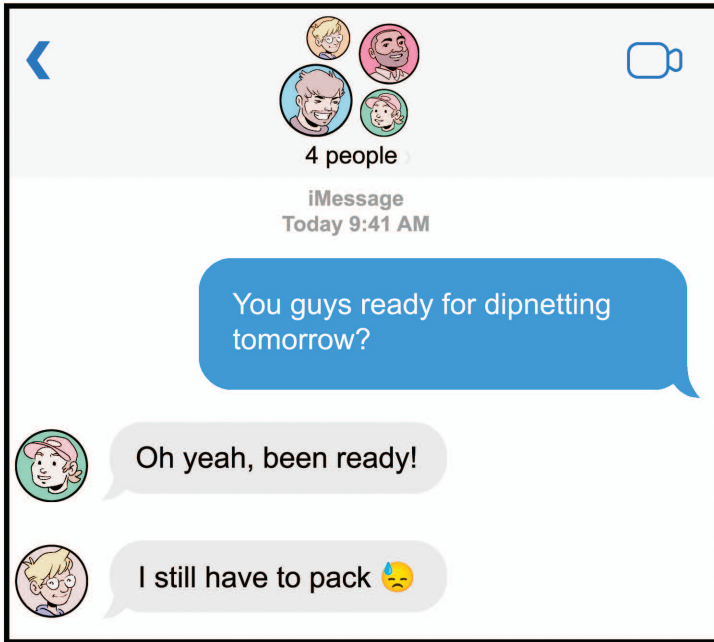 4 people
iMessage
Today 9:41 AM
You guys ready for dipnetting
tomorrow?
Oh yeah, been ready!
I still have to pack 😓